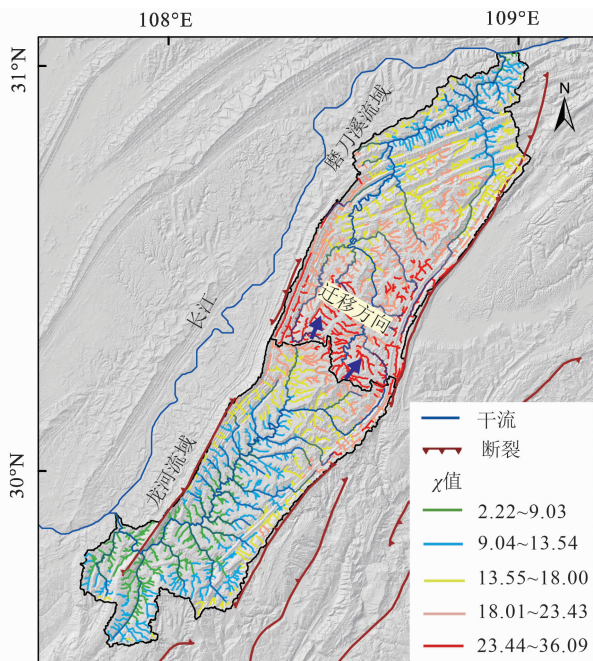 108°E
109°E
31°N
N
磨刀溪流域
迁移方向
长江
30°N
龙河流域
干流
断裂
χ值
2.22~9.03
9.04~13.54
13.55~18.00
18.01~23.43
23.44~36.09